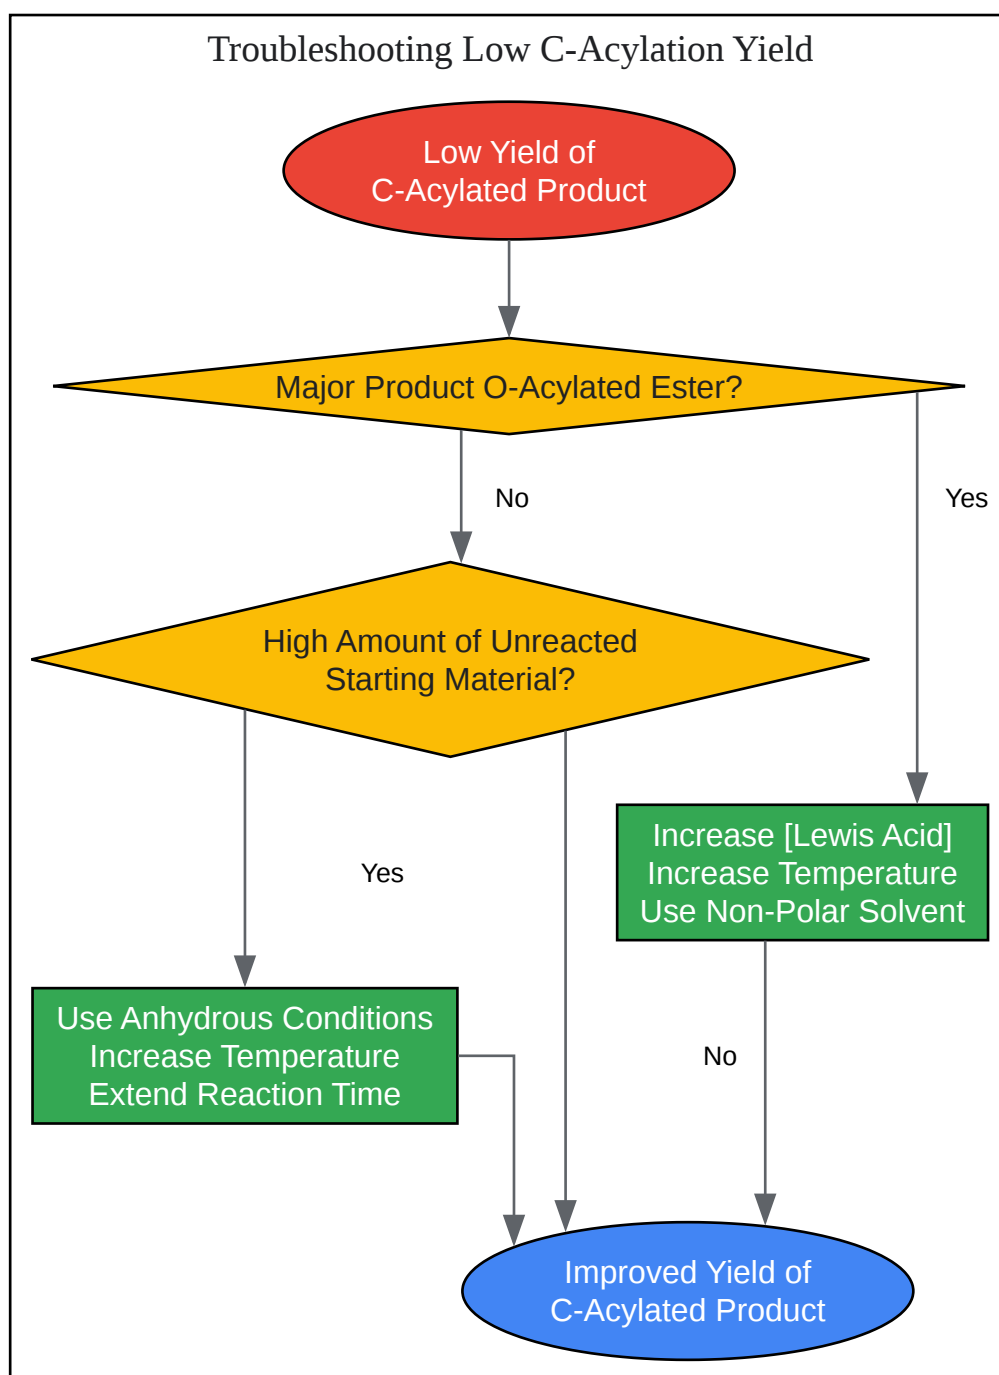 Troubleshooting Low C-Acylation Yield
Low Yield of
C-Acylated Product
Major Product O-Acylated Ester?
No
Yes
High Amount of Unreacted
Starting Material?
Increase [Lewis Acid]
Increase Temperature
Use Non-Polar Solvent
Yes
Use Anhydrous Conditions
Increase Temperature
Extend Reaction Time
No
Improved Yield of
C-Acylated Product